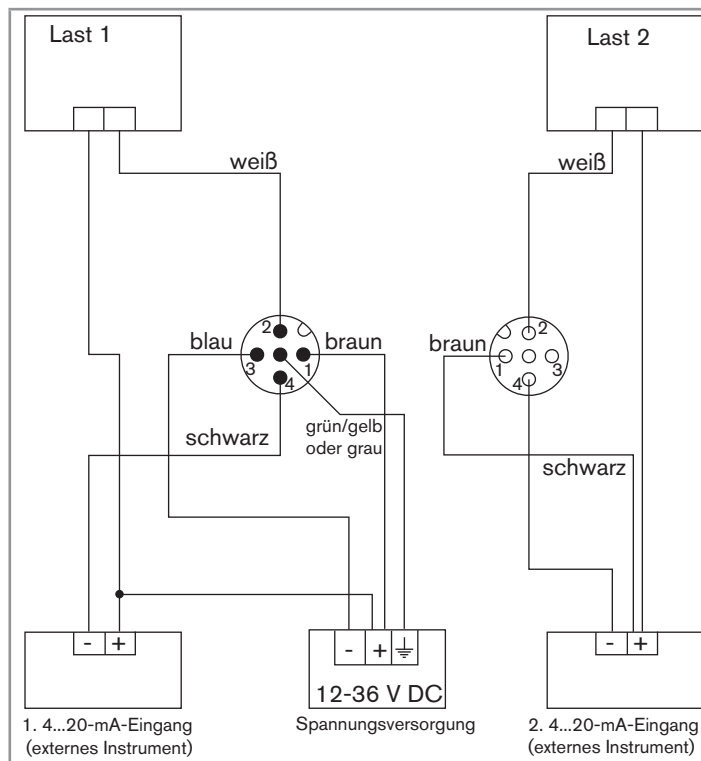 Last 1
Last 2
weiß
weiß
blau
2
braun
3
1
4
braun
2
1
3
4
grün/gelb
oder grau
schwarz
schwarz
- +
- +
- +
12-36 V DC
1. 4...20-mA-Eingang
(externes Instrument)
Spannungsversorgung
2. 4...20-mA-Eingang
(externes Instrument)